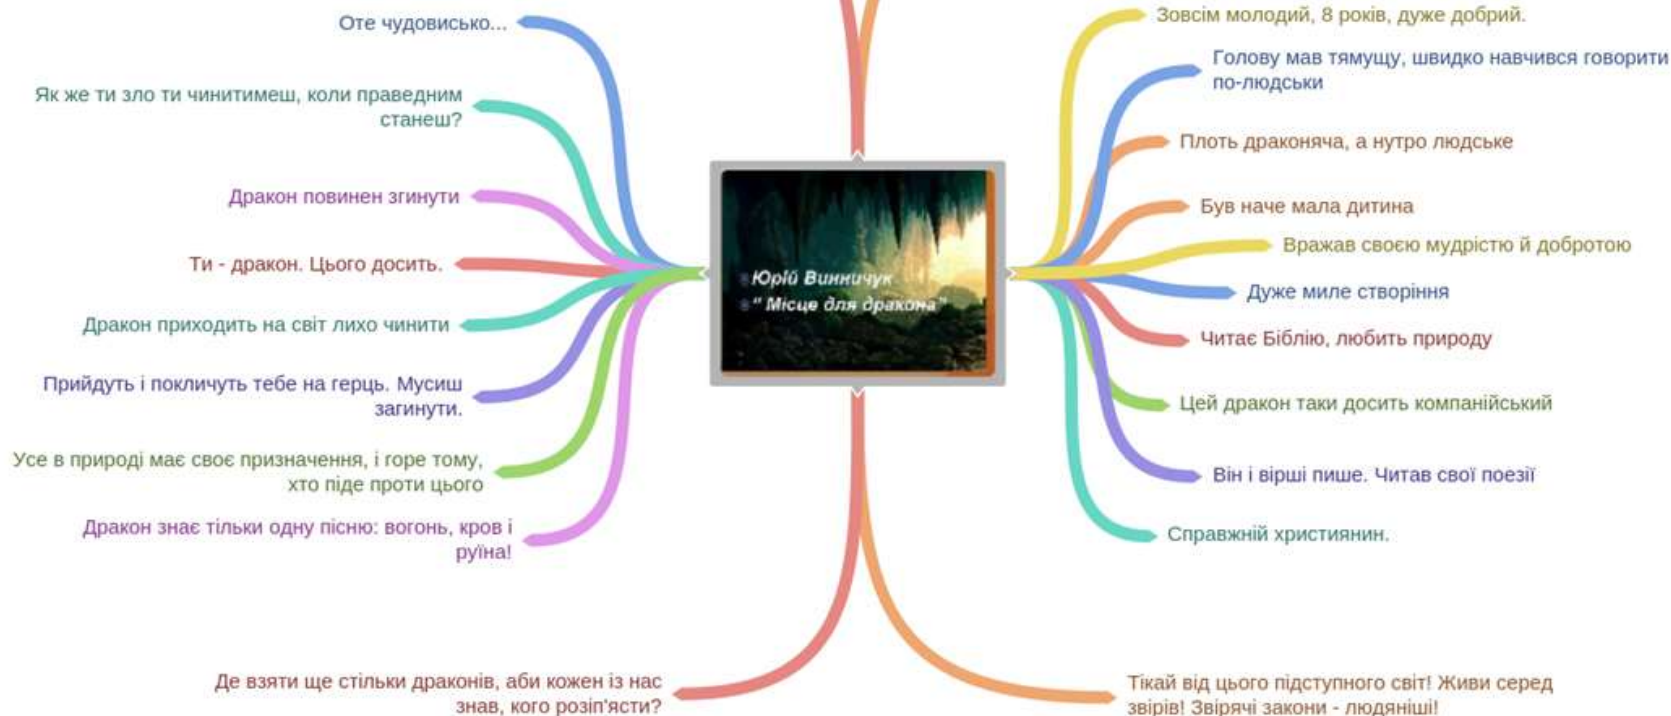 Оте чудовисько...
Як же ти зло ти чинитимеш, коли праведним
станеш?
Дракон повинен згинути
Ти - дракон. Цього досить.
Дракон приходить на світ лихо чинити
Прийдуть і покличуть тебе на герць. Мусиш
загинути.
Усе в природі має своє призначення, і горе тому,
хто піде проти цього
Дракон знає тільки одну пісню: вогонь, кров і
руїна!
Юрій Винничук
“ Місце для дракона”
Зовсім молодий, 8 років, дуже добрий.
Голову мав тямущу, швидко навчився говорити
по-людськи
Плоть драконяча, а нутро людське
Був наче мала дитина
Вражав своєю мудрістю й добротою
Дуже миле створіння
Читає Біблію, любить природу
Цей дракон таки досить компанійський
Він і вірші пише. Читав свої поезії
Справжній християнин.
Де взяти ще стільки драконів, аби кожен із нас
знав, кого розіп'ясти?
Тікай від цього підступного світ! Живи серед
звірів! Звірячі закони - людяніші!